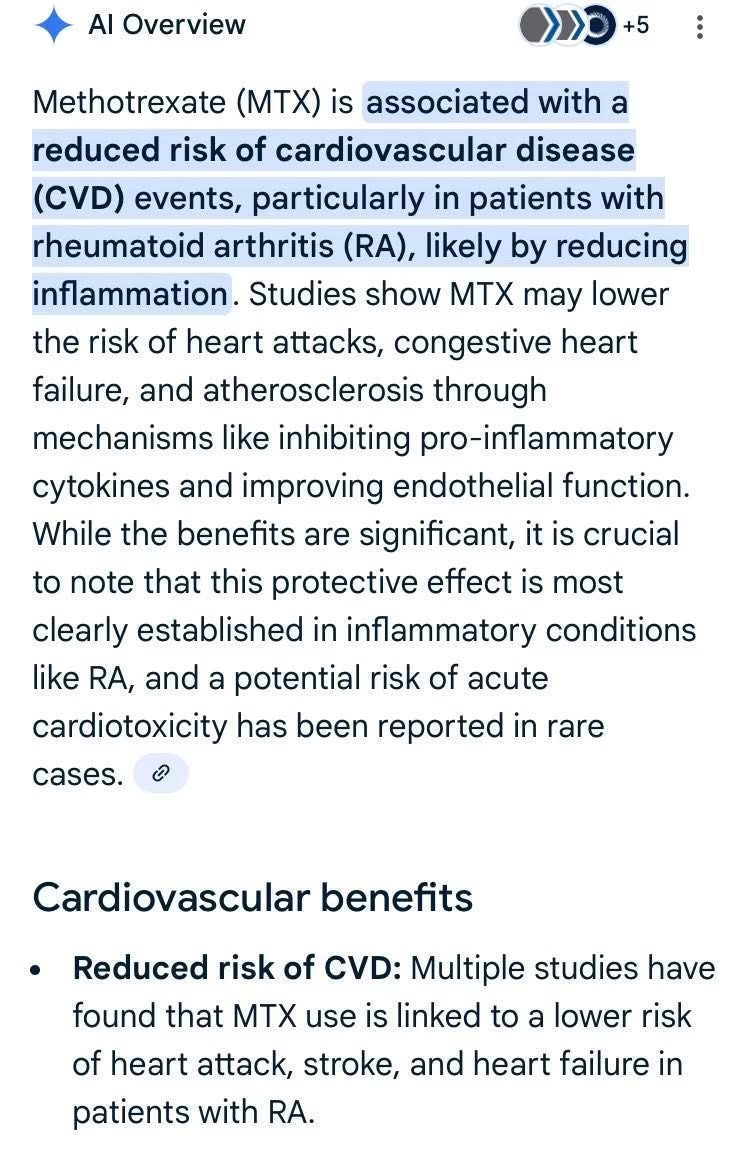 AI Overview
+5
Methotrexate (MTX) is associated with a
reduced risk of cardiovascular disease
(CVD) events, particularly in patients with
rheumatoid arthritis (RA), likely by reducing
inflammation. Studies show MTX may lower
the risk of heart attacks, congestive heart
failure, and atherosclerosis through
mechanisms like inhibiting pro-inflammatory
cytokines and improving endothelial function.
While the benefits are significant, it is crucial
to note that this protective effect is most
clearly established in inflammatory conditions
like RA, and a potential risk of acute
cardiotoxicity has been reported in rare
cases.
Cardiovascular benefits
• Reduced risk of CVD: Multiple studies have
found that MTX use is linked to a lower risk
of heart attack, stroke, and heart failure in
patients with RA.